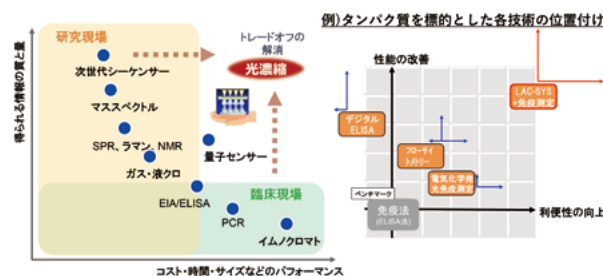 例)タンパク質を標的とした各技術の位置付け
研究現場
トレードオフの
解消
光濃縮
次世代シーケンサー
マススペクトル
SPR、ラマン、NMR
ガス・液クロ
量子センサー
EIA/ELISA
臨床現場
PCR
イムノクロマト
得られる情報の質と量
コスト・時間・サイズなどのパフォーマンス
性能の改善
LAC-SYS
+免疫測定
デジタル
ELISA
フローサイ
トメトリー
電気化学発
光免疫測定
ベンチマーク
免疫法
(ELISA法)
利便性の向上